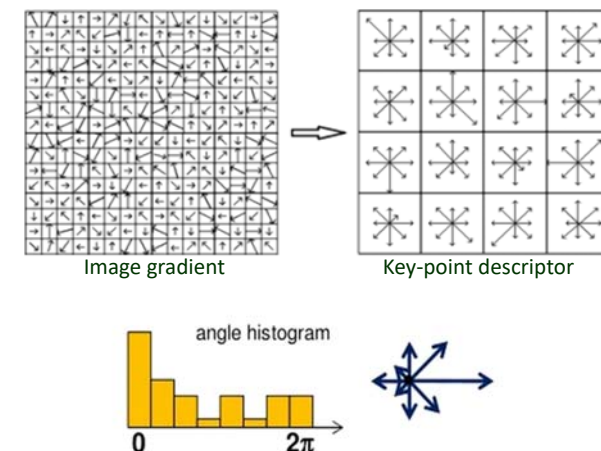 Image gradient
Key-point descriptor
angle histogram
0
2π